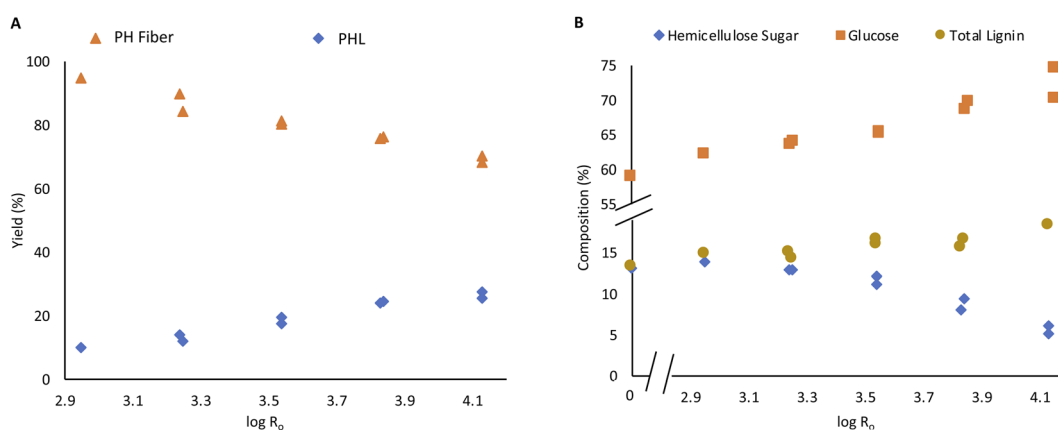 A
PH Fiber
PHL
Yield (%)
100
80
60
40
20
0
2.9
3.1
3.3
3.5
3.7
3.9
4.1
log Ro
B
Hemicellulose Sugar
Glucose
Total Lignin
Composition (%)
75
70
65
60
55
15
10
5
0
0
2.9
3.1
3.3
3.5
3.7
3.9
4.1
log Ro